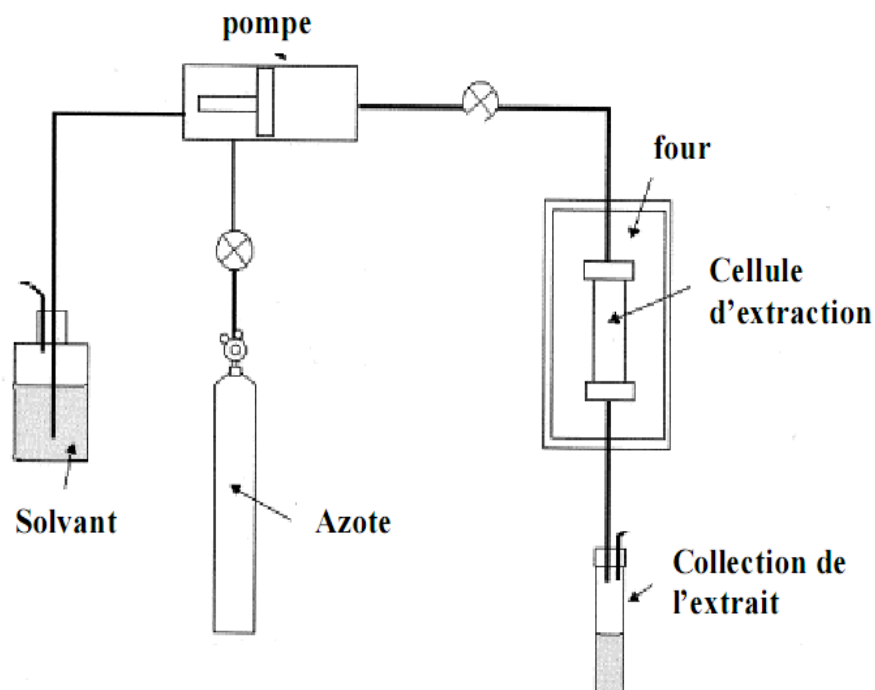 pompe
four
Cellule
d'extraction
Solvant
Azote
Collection de
l'extrait